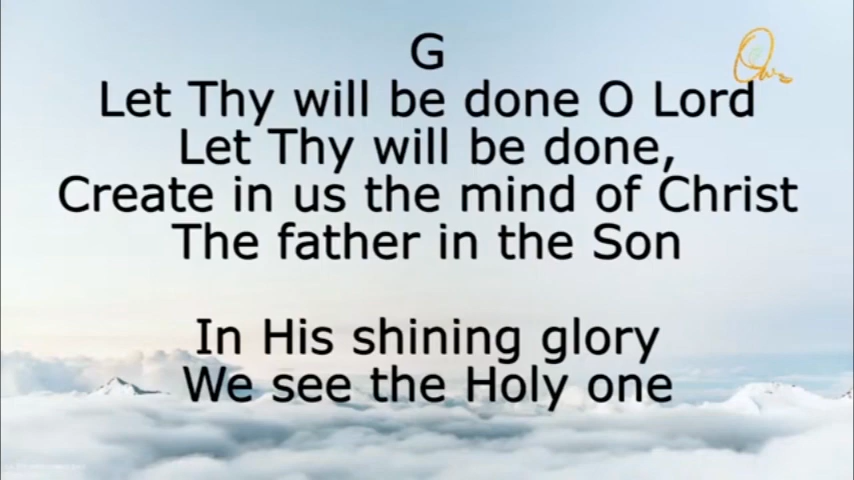 G
Let Thy will be done O Lord
Let Thy will be done,
Create in us the mind of Christ
The father in the Son
In His shining glory
We see the Holy one